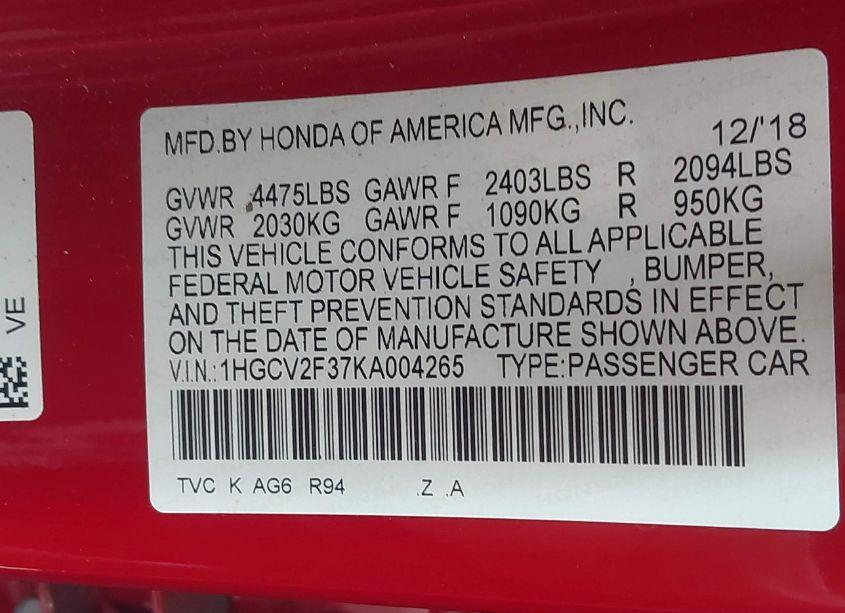 MFD.BY HONDA OF AMERICA MFG.,INC. 12/'18
GVWR 4475LBS GAWR F 2403LBS R 2094LBS
GVWR 2030KG GAWR F 1090KG R 950KG
THIS VEHICLE CONFORMS TO ALL APPLICABLE
FEDERAL MOTOR VEHICLE SAFETY , BUMPER,
AND THEFT PREVENTION STANDARDS IN EFFECT
ON THE DATE OF MANUFACTURE SHOWN ABOVE.
V.I.N.:1HGCV2F37KA004265 TYPE:PASSENGER CAR
TVC K AG6 R94 .Z .A
VE